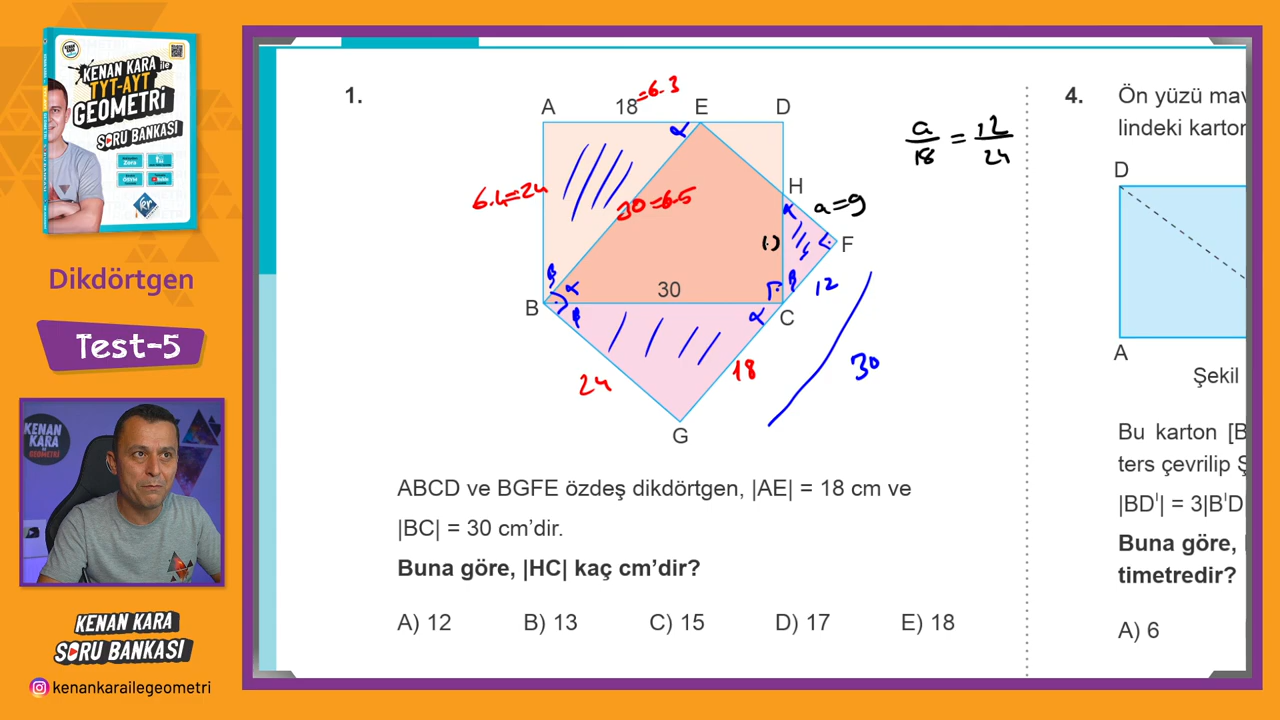 KENAN KARA ile
TYT-AYT
GEOMETRİ
SORU BANKASI
Dikdörtgen
Test-5
KENAN
KARA
KENAN KARA
SORU BANKASI
kenankarailegeometri
1.
A 18 =6.3 E D
α
6.4=24
30=6.5
H
α
a=9
F
β
α
30
β
12
B
β
α
C
24
18
30
G
a/18 = 12/24
ABCD ve BGFE özdeş dikdörtgen, |AE| = 18 cm ve
|BC| = 30 cm'dir.
Buna göre, |HC| kaç cm'dir?
A) 12 B) 13 C) 15 D) 17 E) 18
4.
Ön yüzü mav
lindeki karton
D
A
Şekil
Bu karton [B
ters çevrilip Ş
|BD'| = 3|B'D
Buna göre, |
timetredir?
A) 6